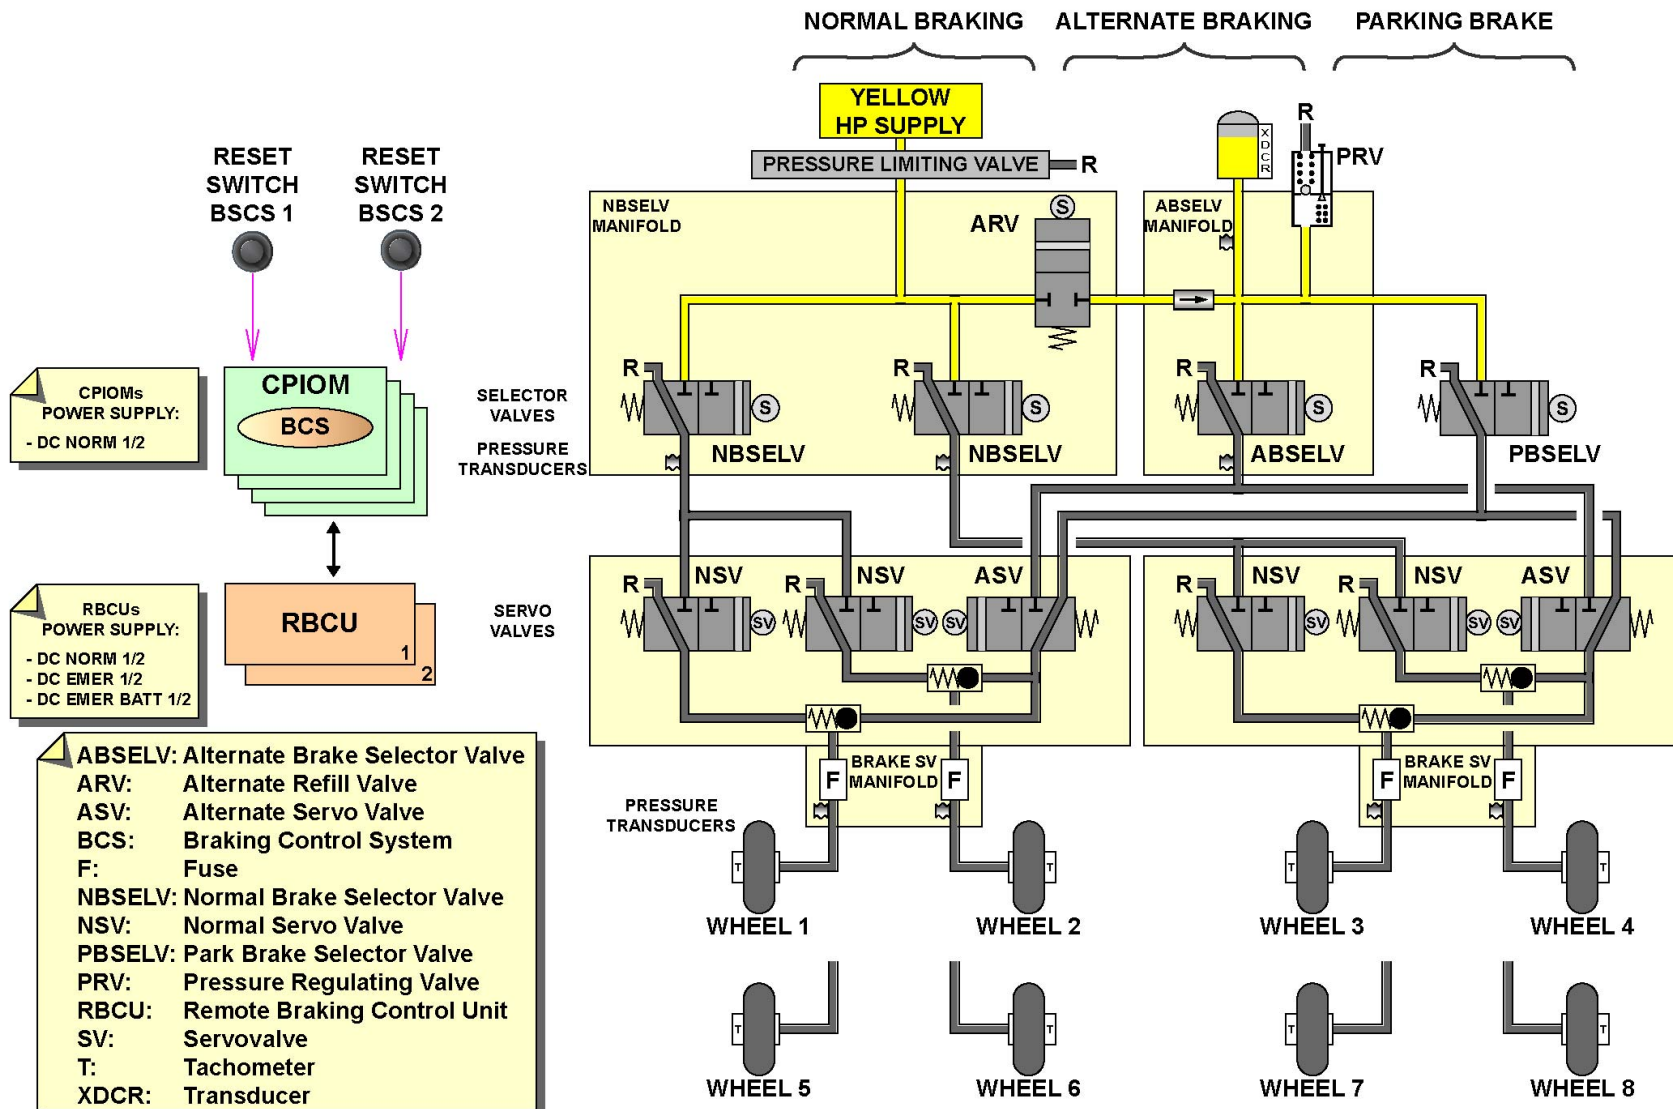 NORMAL BRAKING
ALTERNATE BRAKING
PARKING BRAKE
YELLOW
HP SUPPLY
PRESSURE LIMITING VALVE
R
XDCR
R
PRV
RESET
SWITCH
BSCS 1
RESET
SWITCH
BSCS 2
NBSELV
MANIFOLD
ARV
S
ABSELV
MANIFOLD
CPIOMs
POWER SUPPLY:
- DC NORM 1/2
CPIOM
BCS
SELECTOR
VALVES
PRESSURE
TRANSDUCERS
R
S
NBSELV
R
S
NBSELV
R
S
ABSELV
R
S
PBSELV
RBCUs
POWER SUPPLY:
- DC NORM 1/2
- DC EMER 1/2
- DC EMER BATT 1/2
RBCU
1
2
SERVO
VALVES
R
NSV
SV
R
NSV
SV
ASV
SV
R
NSV
SV
R
NSV
SV
ASV
SV
BRAKE SV
MANIFOLD
F
F
BRAKE SV
MANIFOLD
F
F
PRESSURE
TRANSDUCERS
T
WHEEL 1
T
WHEEL 2
T
WHEEL 3
T
WHEEL 4
T
WHEEL 5
T
WHEEL 6
T
WHEEL 7
T
WHEEL 8
ABSELV: Alternate Brake Selector Valve
ARV: Alternate Refill Valve
ASV: Alternate Servo Valve
BCS: Braking Control System
F: Fuse
NBSELV: Normal Brake Selector Valve
NSV: Normal Servo Valve
PBSELV: Park Brake Selector Valve
PRV: Pressure Regulating Valve
RBCU: Remote Braking Control Unit
SV: Servovalve
T: Tachometer
XDCR: Transducer